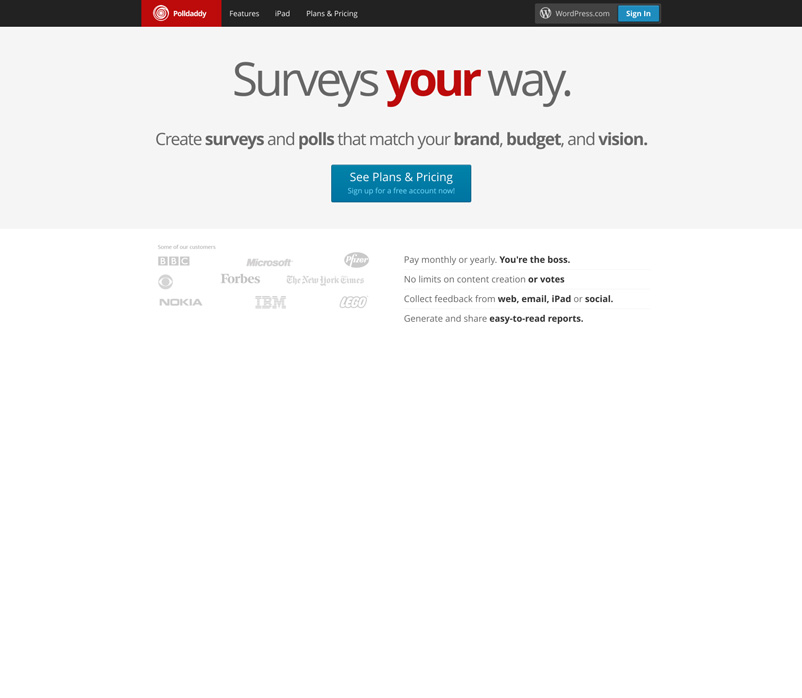 Polldaddy Features iPad Plans & Pricing WordPress.com Sign In
Surveys your way.
Create surveys and polls that match your brand, budget, and vision.
See Plans & Pricing
Sign up for a free account now!
Some of our customers
BBC Microsoft Pfizer
Forbes The New York Times
NOKIA IBM LEGO
Pay monthly or yearly. You're the boss.
No limits on content creation or votes
Collect feedback from web, email, iPad or social.
Generate and share easy-to-read reports.